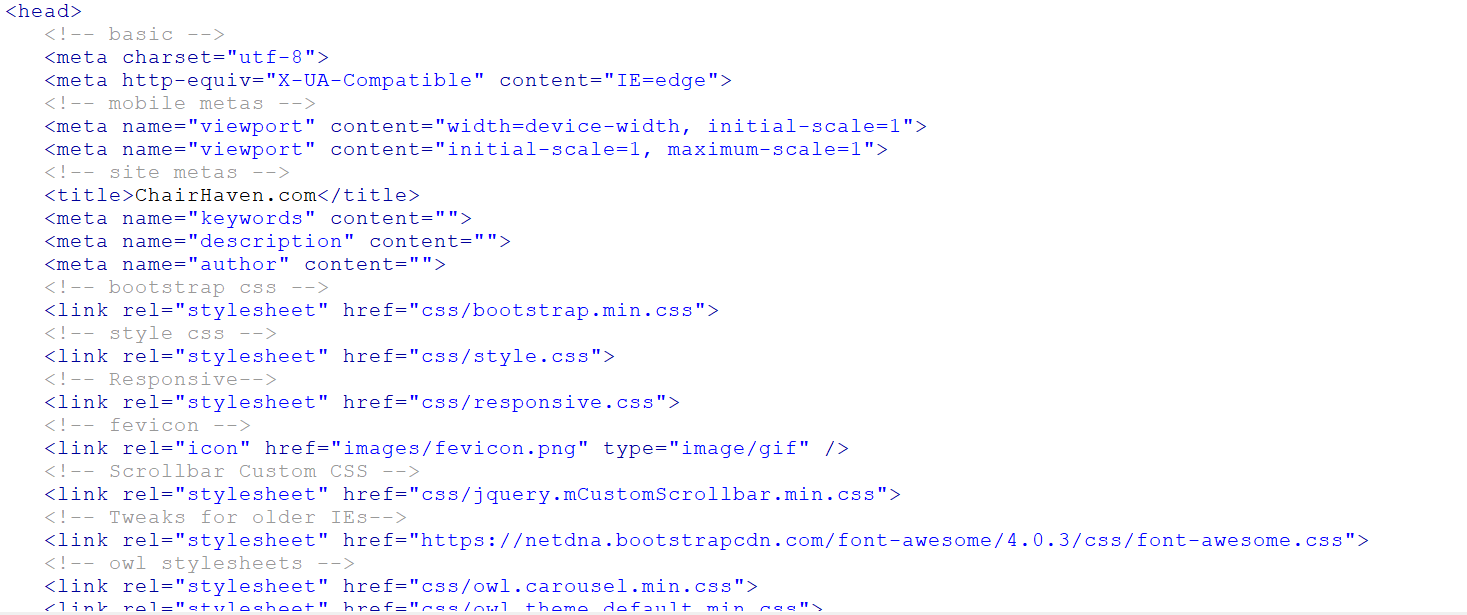 <head>
<!-- basic -->
<meta charset="utf-8">
<meta http-equiv="X-UA-Compatible" content="IE=edge">
<!-- mobile metas -->
<meta name="viewport" content="width=device-width, initial-scale=1">
<meta name="viewport" content="initial-scale=1, maximum-scale=1">
<!-- site metas -->
<title>ChairHaven.com</title>
<meta name="keywords" content="">
<meta name="description" content="">
<meta name="author" content="">
<!-- bootstrap css -->
<link rel="stylesheet" href="css/bootstrap.min.css">
<!-- style css -->
<link rel="stylesheet" href="css/style.css">
<!-- Responsive-->
<link rel="stylesheet" href="css/responsive.css">
<!-- fevicon -->
<link rel="icon" href="images/fevicon.png" type="image/gif" />
<!-- Scrollbar Custom CSS -->
<link rel="stylesheet" href="css/jquery.mCustomScrollbar.min.css">
<!-- Tweaks for older IEs-->
<link rel="stylesheet" href="https://netdna.bootstrapcdn.com/font-awesome/4.0.3/css/font-awesome.css">
<!-- owl stylesheets -->
<link rel="stylesheet" href="css/owl.carousel.min.css">
<link rel="stylesheet" href="css/owl.theme.default.min.css">